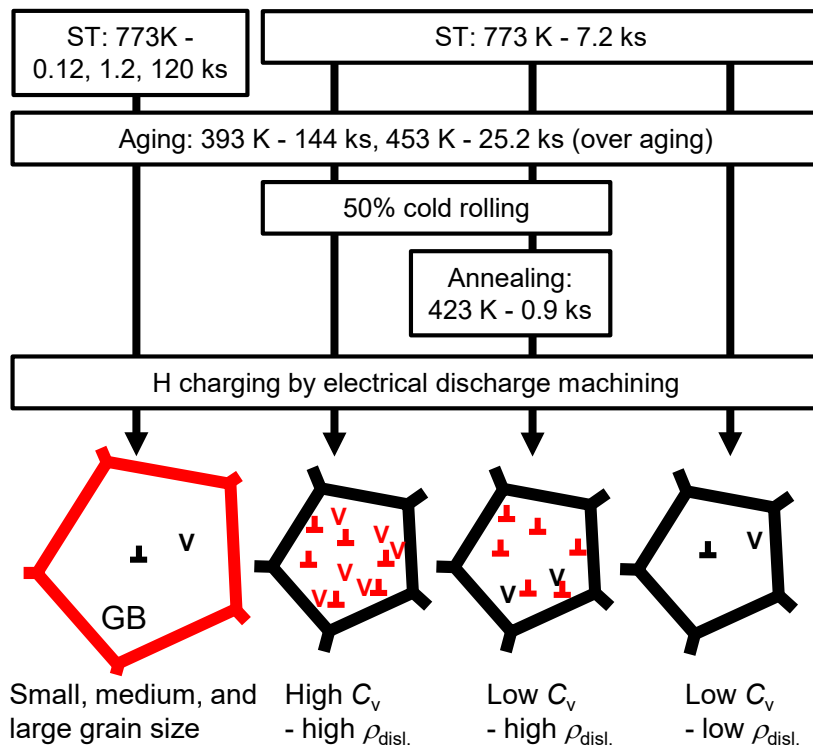 ST: 773K -
0.12, 1.2, 120 ks
ST: 773 K - 7.2 ks
Aging: 393 K - 144 ks, 453 K - 25.2 ks (over aging)
50% cold rolling
Annealing:
423 K - 0.9 ks
H charging by electrical discharge machining
V
GB
V
V
V
V
V
V
V
V
V
Small, medium, and
large grain size
High Cv
- high ρdisl.
Low Cv
- high ρdisl.
Low Cv
- low ρdisl.